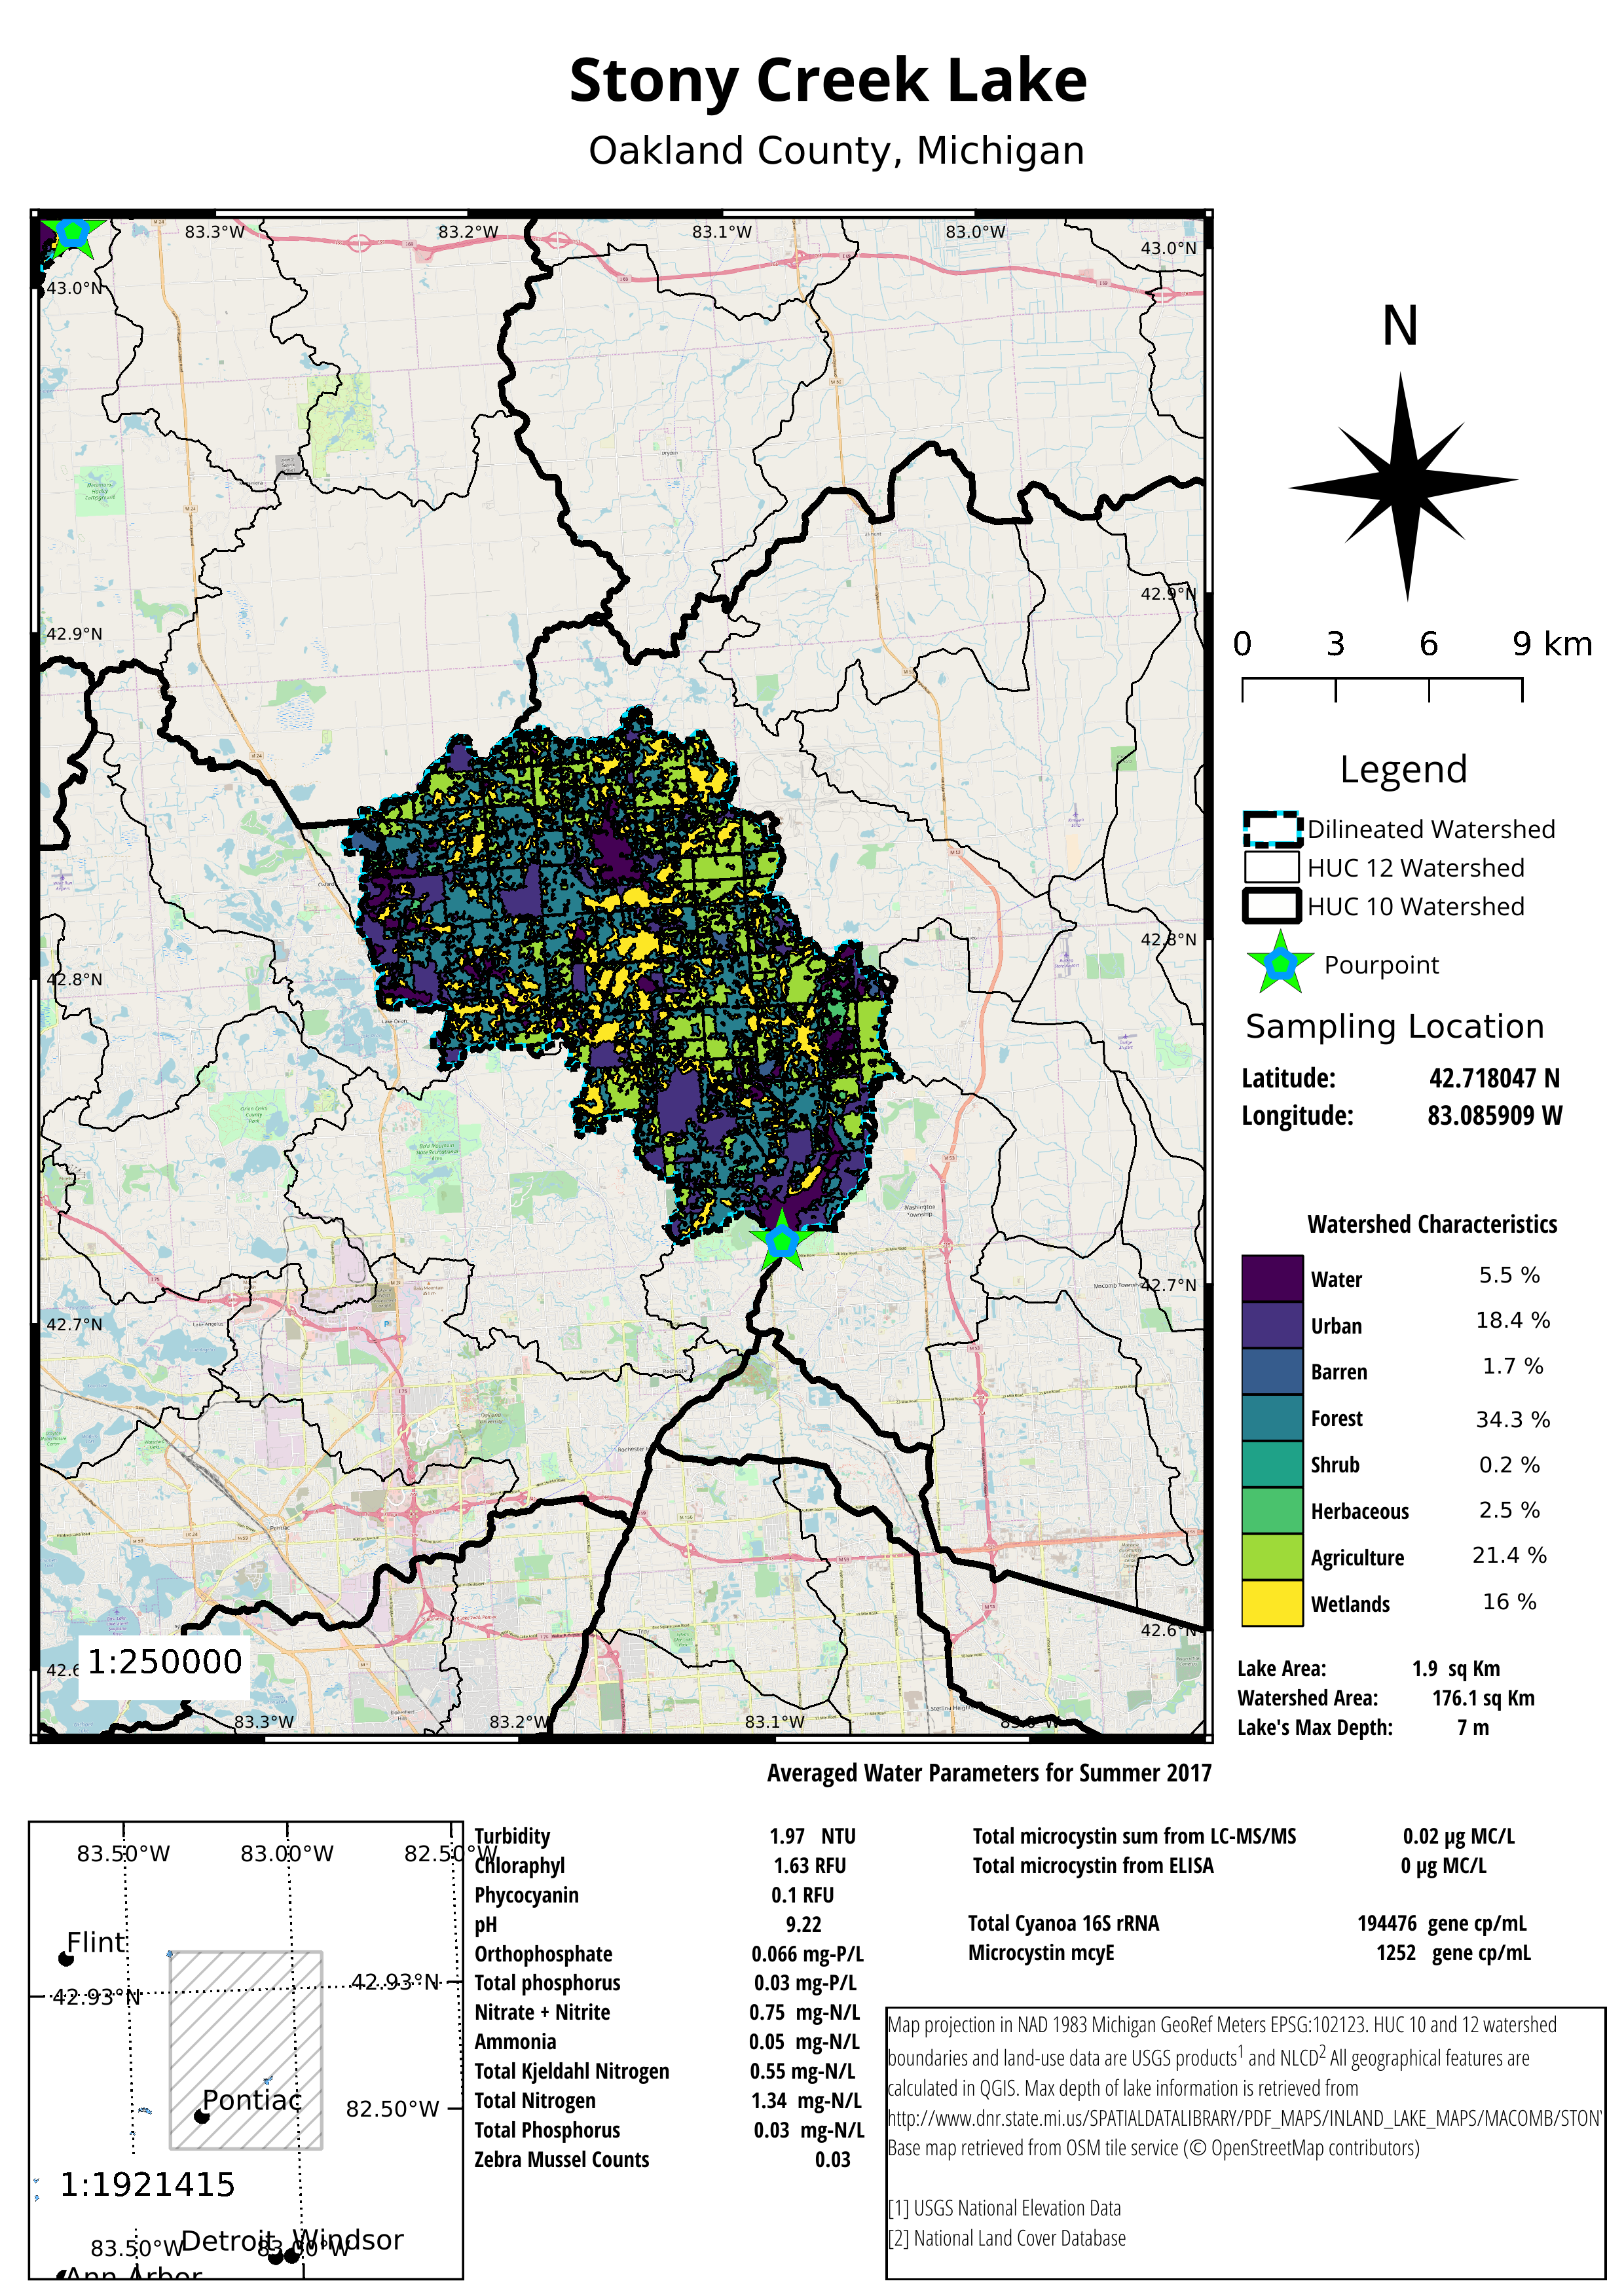 Stony Creek Lake
Oakland County, Michigan
83.3°W 83.2°W 83.1°W 83.0°W
43.0°N
43.0°N
N
42.9°N
42.9°N
0 3 6 9 km
Legend
Dilineated Watershed
HUC 12 Watershed
HUC 10 Watershed
Pourpoint
42.8°N
42.8°N
Sampling Location
Latitude: 42.718047 N
Longitude: 83.085909 W
Washington Township
Macomb Township
42.7°N
42.7°N
Watershed Characteristics
Water 5.5 %
Urban 18.4 %
Barren 1.7 %
Forest 34.3 %
Shrub 0.2 %
Herbaceous 2.5 %
Agriculture 21.4 %
Wetlands 16 %
Rochester
Pontiac
Troy
42.6°N
1:250000
83.3°W 83.2°W 83.1°W
Lake Area: 1.9 sq Km
Watershed Area: 176.1 sq Km
Lake's Max Depth: 7 m
Averaged Water Parameters for Summer 2017
83.50°W 83.00°W 82.50°W
Flint
42.93°N 42.93°N
Pontiac
82.50°W
1:1921415
Detroit Windsor
83.50°W 83.00°W
Ann Arbor
Turbidity 1.97 NTU
Chloraphyl 1.63 RFU
Phycocyanin 0.1 RFU
pH 9.22
Orthophosphate 0.066 mg-P/L
Total phosphorus 0.03 mg-P/L
Nitrate + Nitrite 0.75 mg-N/L
Ammonia 0.05 mg-N/L
Total Kjeldahl Nitrogen 0.55 mg-N/L
Total Nitrogen 1.34 mg-N/L
Total Phosphorus 0.03 mg-N/L
Zebra Mussel Counts 0.03
Total microcystin sum from LC-MS/MS 0.02 µg MC/L
Total microcystin from ELISA 0 µg MC/L
Total Cyanoa 16S rRNA 194476 gene cp/mL
Microcystin mcyE 1252 gene cp/mL
Map projection in NAD 1983 Michigan GeoRef Meters EPSG:102123. HUC 10 and 12 watershed
boundaries and land-use data are USGS products1 and NLCD2 All geographical features are
calculated in QGIS. Max depth of lake information is retrieved from
http://www.dnr.state.mi.us/SPATIALDATALIBRARY/PDF_MAPS/INLAND_LAKE_MAPS/MACOMB/STON
Base map retrieved from OSM tile service (© OpenStreetMap contributors)
[1] USGS National Elevation Data
[2] National Land Cover Database